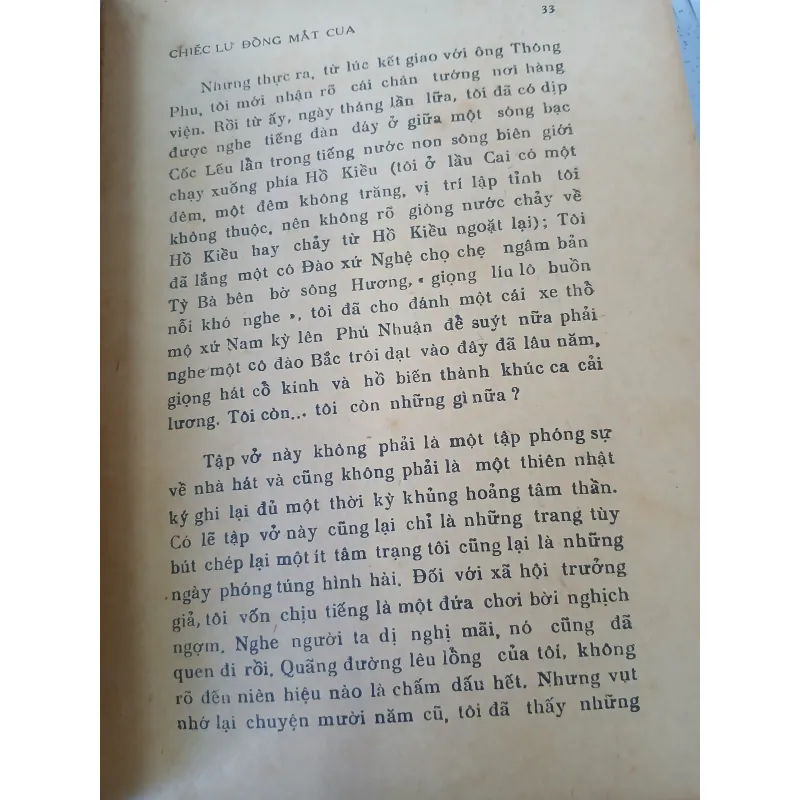 33
CHIẾC LƯ ĐỒNG MẮT CUA
Nhưng thực ra, từ lúc kết giao với ông Thông
Phu, tôi mới nhận rõ cái chân tướng nơi hàng
viện. Rồi từ ấy, ngày tháng lần lữa, tôi đã có dịp
được nghe tiếng đàn đáy ở giữa một sòng bạc
Cốc Lếu lẫn trong tiếng nước non sông biên giới
chạy xuống phía Hồ Kiều (tôi ở lầu Cai có một
đêm, một đêm không trăng, vị trí lập tỉnh tôi
không thuộc, nên không rõ giòng nước chảy về
Hồ Kiều hay chảy từ Hồ Kiều ngoặt lại); Tôi
đã lắng một cô Đào xứ Nghệ chọ chẹ ngâm bản
Tỳ Bà bên bờ sông Hương, « giọng líu lô buồn
nỗi khó nghe », tôi đã cho đánh một cái xe thổ
mộ xứ Nam kỳ lên Phú Nhuận để suýt nữa phải
nghe một cô đào Bắc trôi dạt vào đây đã lâu năm,
giọng hát cổ kính và hồ biến thành khúc ca cải
lương. Tôi còn... tôi còn những gì nữa ?
Tập vở này không phải là một tập phóng sự
về nhà hát và cũng không phải là một thiên nhật
ký ghi lại đủ một thời kỳ khủng hoảng tâm thần.
Có lẽ tập vở này cũng lại chỉ là những trang tùy
bút chép lại một ít tâm trạng tôi cũng lại là những
ngày phóng túng hình hài. Đối với xã hội trưởng
giả, tôi vốn chịu tiếng là một đứa chơi bời nghịch
ngợm. Nghe người ta dị nghị mãi, nó cũng đã
quen đi rồi. Quãng đường lêu lổng của tôi, không
rõ đến niên hiệu nào là chấm dấu hết. Nhưng vụt
nhớ lại chuyện mười năm cũ, tôi đã thấy những